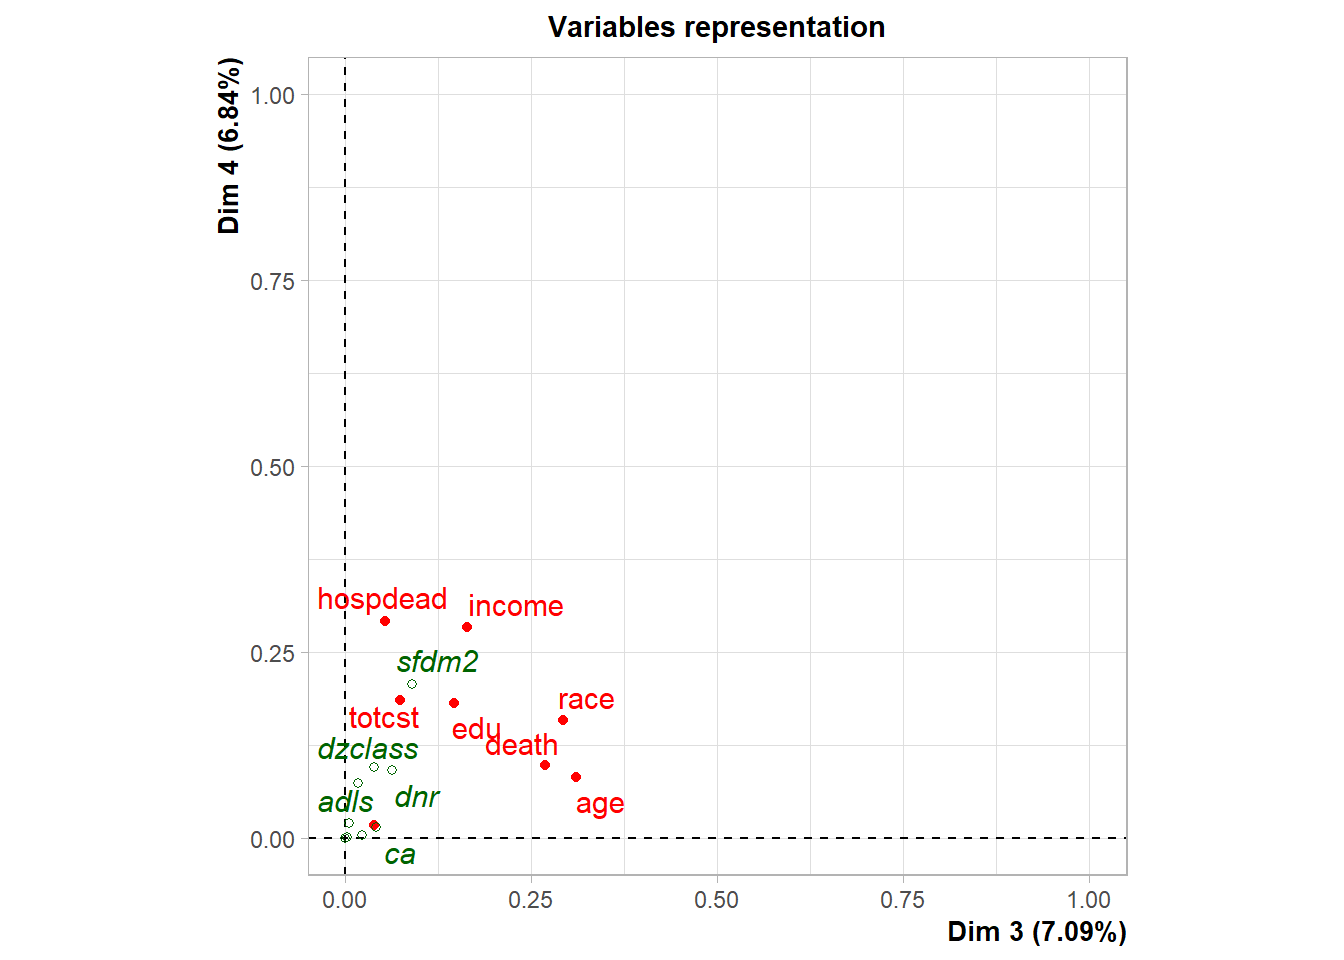 Variables representation
Dim 4 (6.84%)
1.00
0.75
0.50
0.25
0.00
hospdead
income
sfdm2
race
totcst
edu
death
dzclass
adls
dnr
age
ca
0.00 0.25 0.50 0.75 1.00
Dim 3 (7.09%)